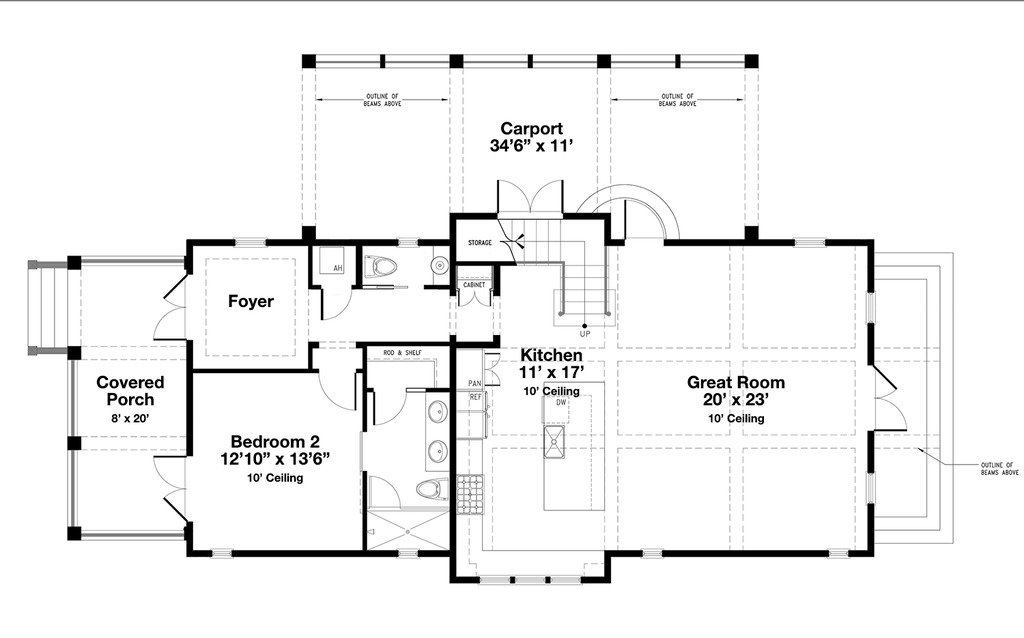 OUTLINE OF
BEAMS ABOVE
OUTLINE OF
BEAMS ABOVE
Carport
34’6” x 11’
STORAGE
AH
CABINET
Foyer
UP
ROD & SHELF
Kitchen
11’ x 17’
10’ Ceiling
PAN
REF
DW
Covered
Porch
8’ x 20’
Great Room
20’ x 23’
10’ Ceiling
Bedroom 2
12’10” x 13’6”
10’ Ceiling
OUTLINE OF
BEAMS ABOVE